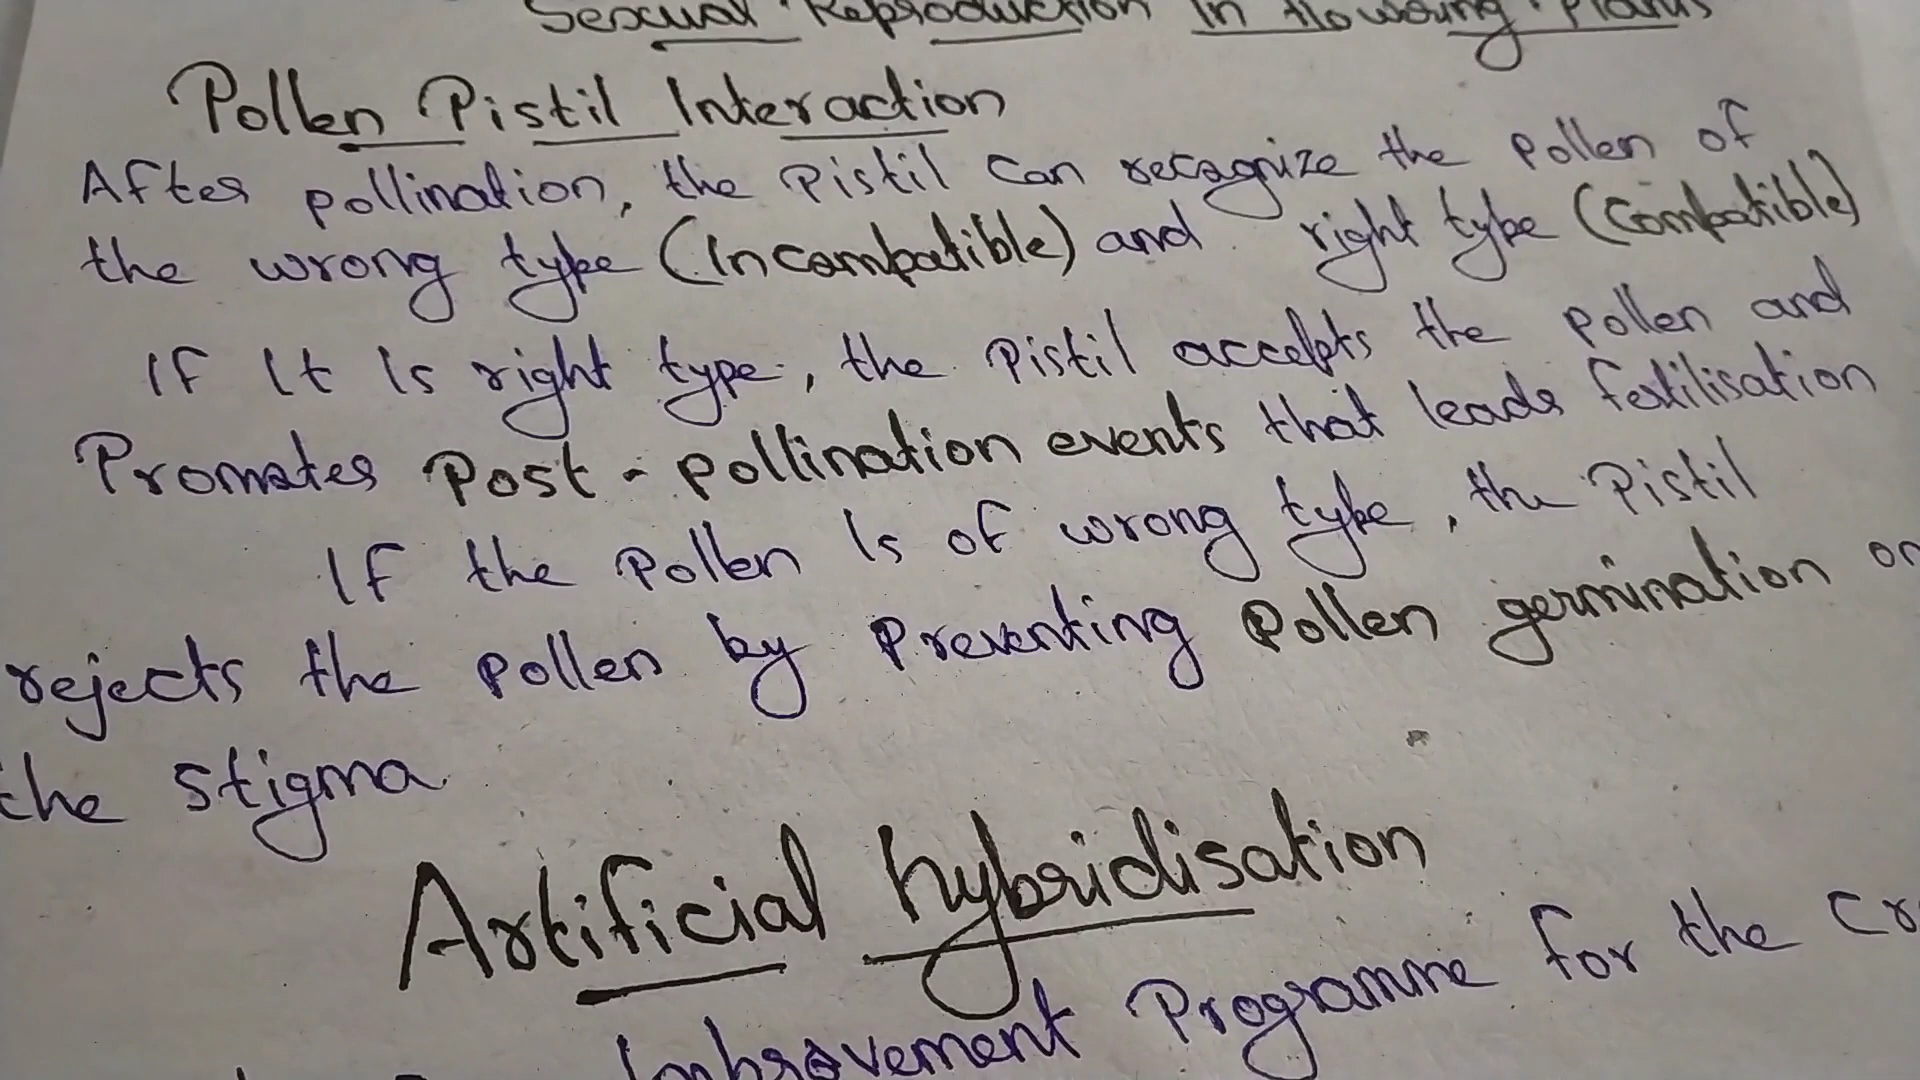 Sexual Reproduction In flowering Plants
Pollen Pistil Interaction
After pollination, the Pistil Can recognize the Pollen of
the wrong type (Incompatible) and right type (Compatible)
If It Is right type, the Pistil accepts the Pollen and
Promotes Post-pollination events that leads fertilisation
If the Pollen Is of wrong type, the Pistil
rejects the Pollen by Preventing Pollen germination on
the stigma
Artificial hybridisation
Improvement Programme for the